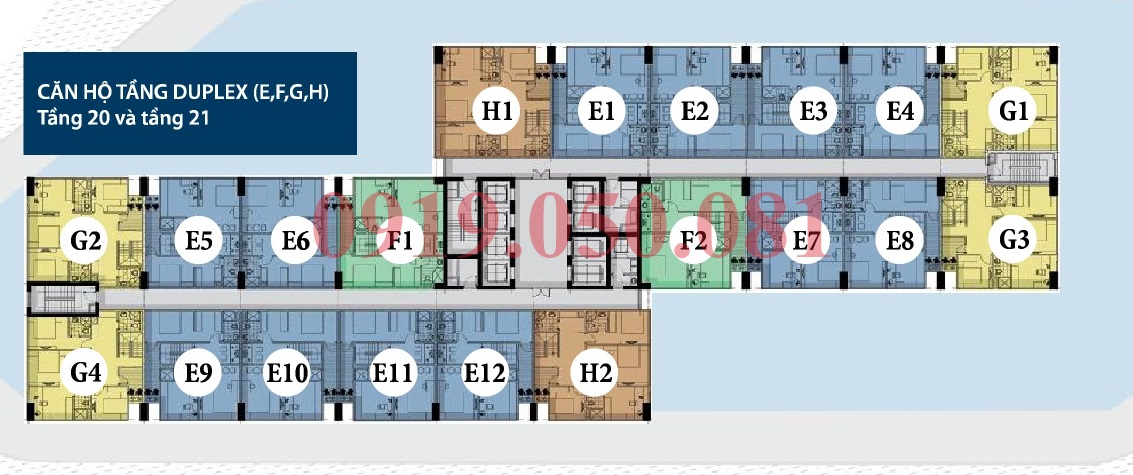 CĂN HỘ TẦNG DUPLEX (E,F,G,H)
Tầng 20 và tầng 21
H1 E1 E2 E3 E4 G1
G2 E5 E6 F1 F2 E7 E8 G3
0919.050.081
G4 E9 E10 E11 E12 H2